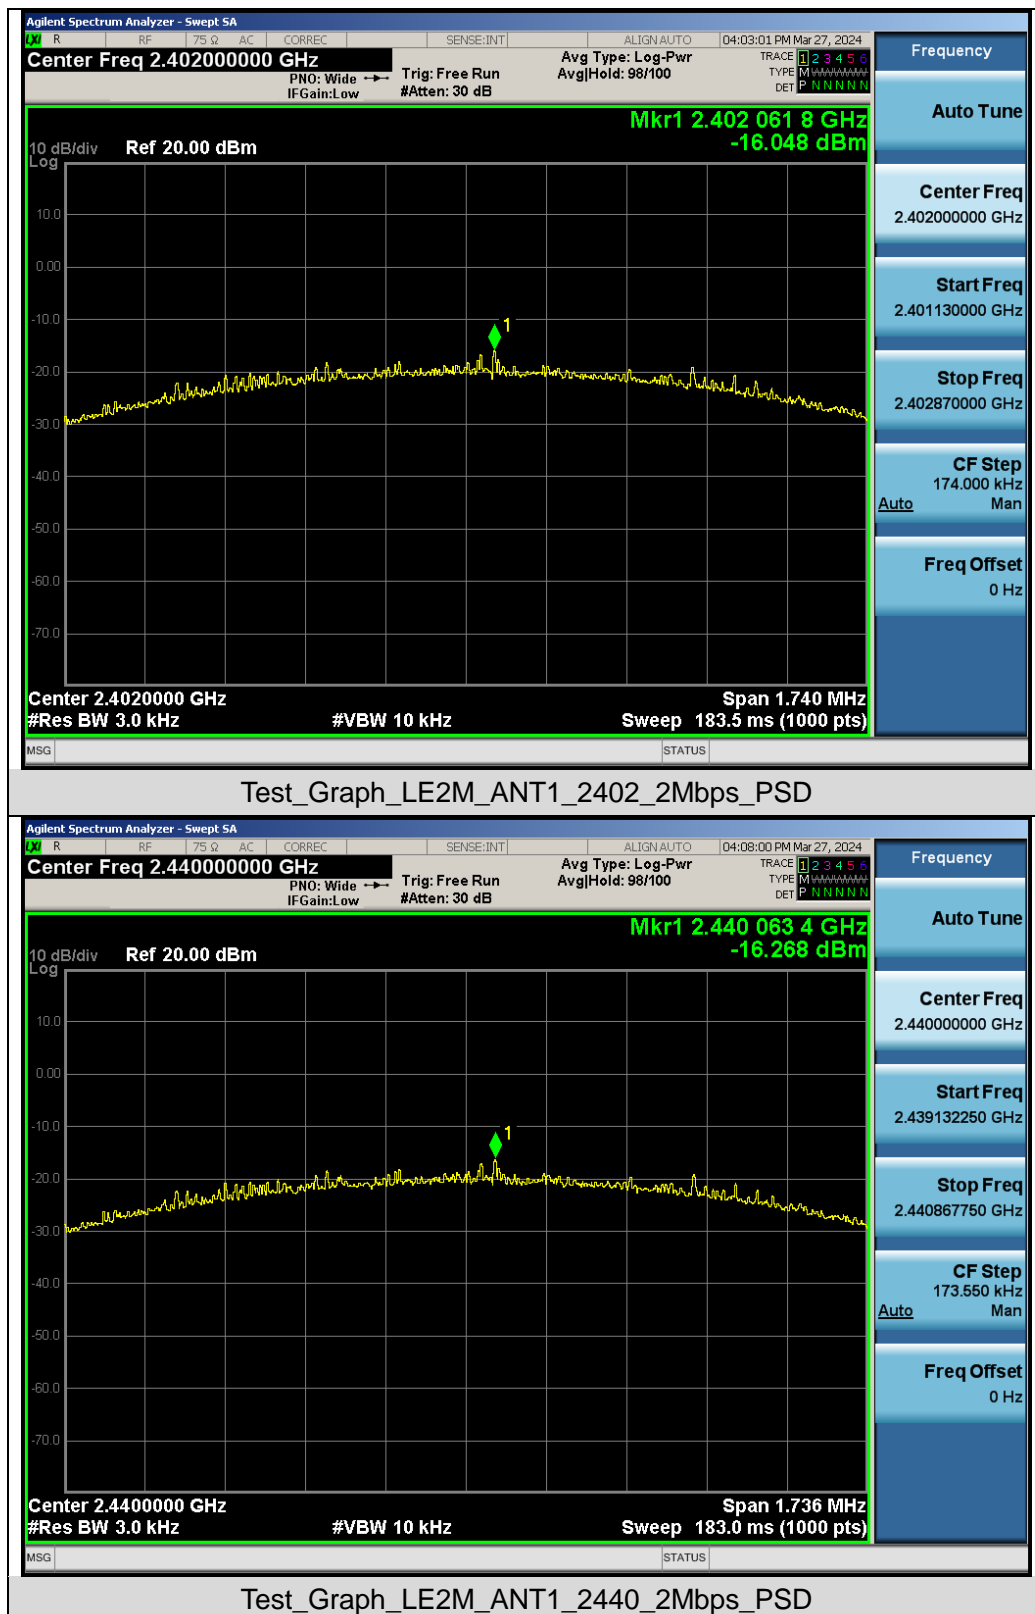 Agilent Spectrum Analyzer - Swept SA
LXI R RF 75 Ω AC CORREC SENSE:INT ALIGN AUTO 04:03:01 PM Mar 27, 2024
Center Freq 2.402000000 GHz
PNO: Wide
IFGain:Low
Trig: Free Run
#Atten: 30 dB
Avg Type: Log-Pwr
Avg|Hold: 98/100
TRACE 1 2 3 4 5 6
TYPE M WWWWW
DET P N N N N N
Mkr1 2.402 061 8 GHz
-16.048 dBm
10 dB/div Ref 20.00 dBm
Log
10.0
0.00
-10.0
1
-20.0
-30.0
-40.0
-50.0
-60.0
-70.0
Center 2.4020000 GHz Span 1.740 MHz
#Res BW 3.0 kHz #VBW 10 kHz Sweep 183.5 ms (1000 pts)
MSG STATUS
Frequency
Auto Tune
Center Freq
2.402000000 GHz
Start Freq
2.401130000 GHz
Stop Freq
2.402870000 GHz
CF Step
174.000 kHz
Auto Man
Freq Offset
0 Hz
Test_Graph_LE2M_ANT1_2402_2Mbps_PSD
Agilent Spectrum Analyzer - Swept SA
LXI R RF 75 Ω AC CORREC SENSE:INT ALIGN AUTO 04:08:00 PM Mar 27, 2024
Center Freq 2.440000000 GHz
PNO: Wide
IFGain:Low
Trig: Free Run
#Atten: 30 dB
Avg Type: Log-Pwr
Avg|Hold: 98/100
TRACE 1 2 3 4 5 6
TYPE M WWWWW
DET P N N N N N
Mkr1 2.440 063 4 GHz
-16.268 dBm
10 dB/div Ref 20.00 dBm
Log
10.0
0.00
-10.0
1
-20.0
-30.0
-40.0
-50.0
-60.0
-70.0
Center 2.4400000 GHz Span 1.736 MHz
#Res BW 3.0 kHz #VBW 10 kHz Sweep 183.0 ms (1000 pts)
MSG STATUS
Frequency
Auto Tune
Center Freq
2.440000000 GHz
Start Freq
2.439132250 GHz
Stop Freq
2.440867750 GHz
CF Step
173.550 kHz
Auto Man
Freq Offset
0 Hz
Test_Graph_LE2M_ANT1_2440_2Mbps_PSD